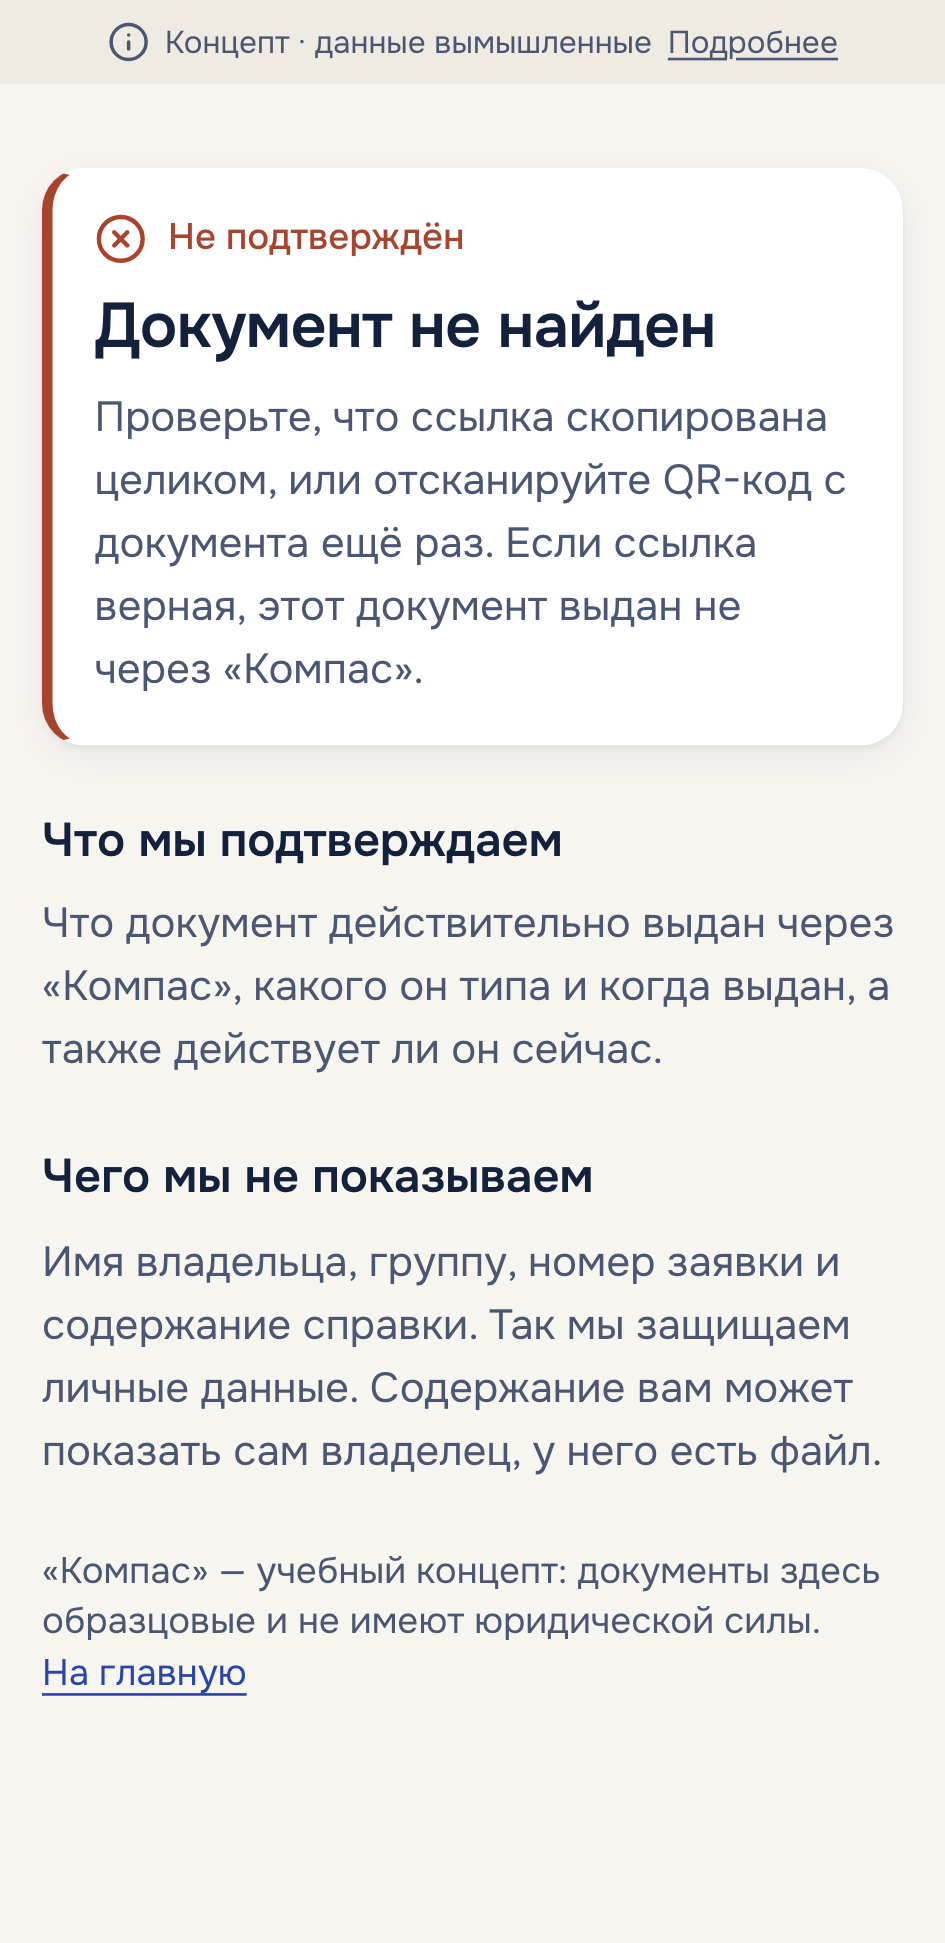 Концепт · данные вымышленные Подробнее
Не подтверждён
Документ не найден
Проверьте, что ссылка скопирована
целиком, или отсканируйте QR-код с
документа ещё раз. Если ссылка
верная, этот документ выдан не
через «Компас».
Что мы подтверждаем
Что документ действительно выдан через
«Компас», какого он типа и когда выдан, а
также действует ли он сейчас.
Чего мы не показываем
Имя владельца, группу, номер заявки и
содержание справки. Так мы защищаем
личные данные. Содержание вам может
показать сам владелец, у него есть файл.
«Компас» — учебный концепт: документы здесь
образцовые и не имеют юридической силы.
На главную